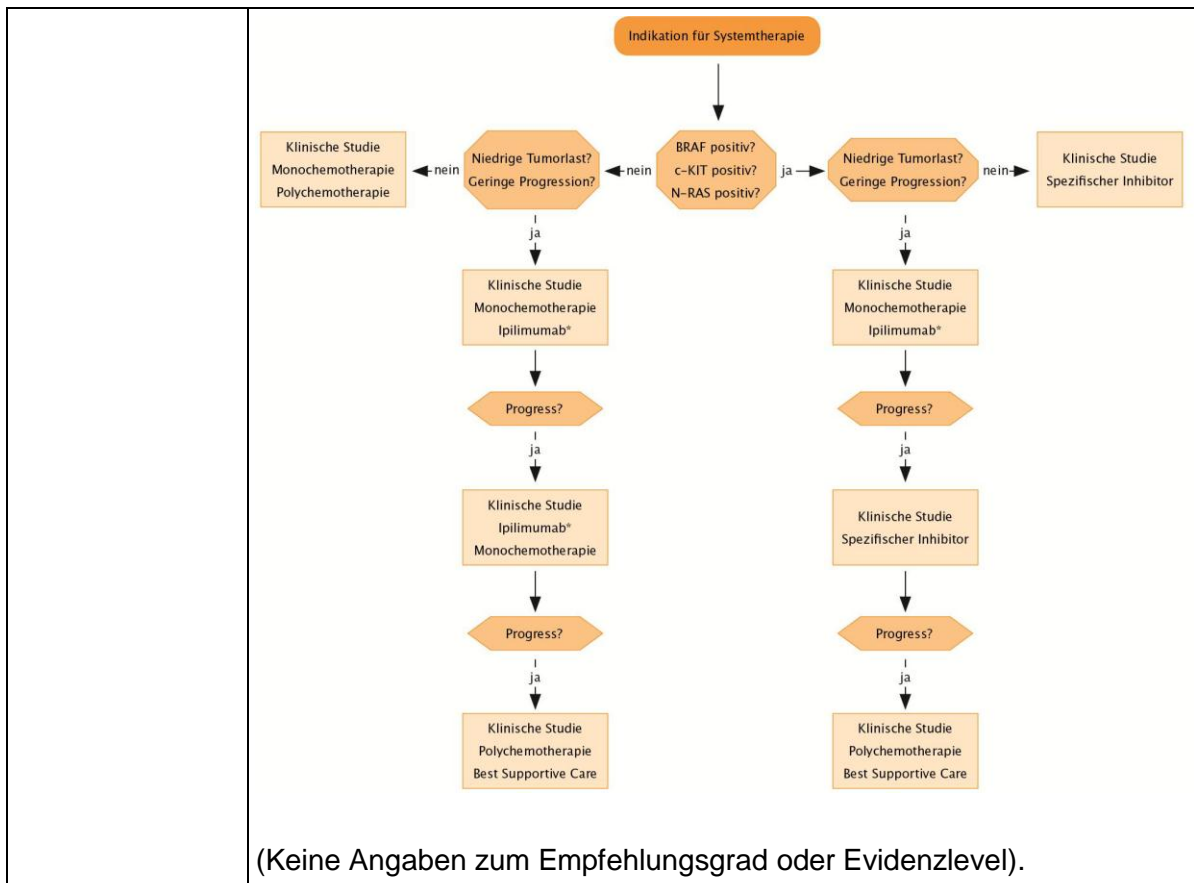 Indikation für Systemtherapie
Klinische Studie
Monochemotherapie
Polychemotherapie
nein
Niedrige Tumorlast?
Geringe Progression?
nein
BRAF positiv?
c-KIT positiv?
N-RAS positiv?
ja
Niedrige Tumorlast?
Geringe Progression?
nein
Klinische Studie
Spezifischer Inhibitor
ja
ja
Klinische Studie
Monochemotherapie
Ipilimumab*
Klinische Studie
Monochemotherapie
Ipilimumab*
Progress?
Progress?
ja
ja
Klinische Studie
Ipilimumab*
Monochemotherapie
Klinische Studie
Spezifischer Inhibitor
Progress?
Progress?
ja
ja
Klinische Studie
Polychemotherapie
Best Supportive Care
Klinische Studie
Polychemotherapie
Best Supportive Care
(Keine Angaben zum Empfehlungsgrad oder Evidenzlevel).